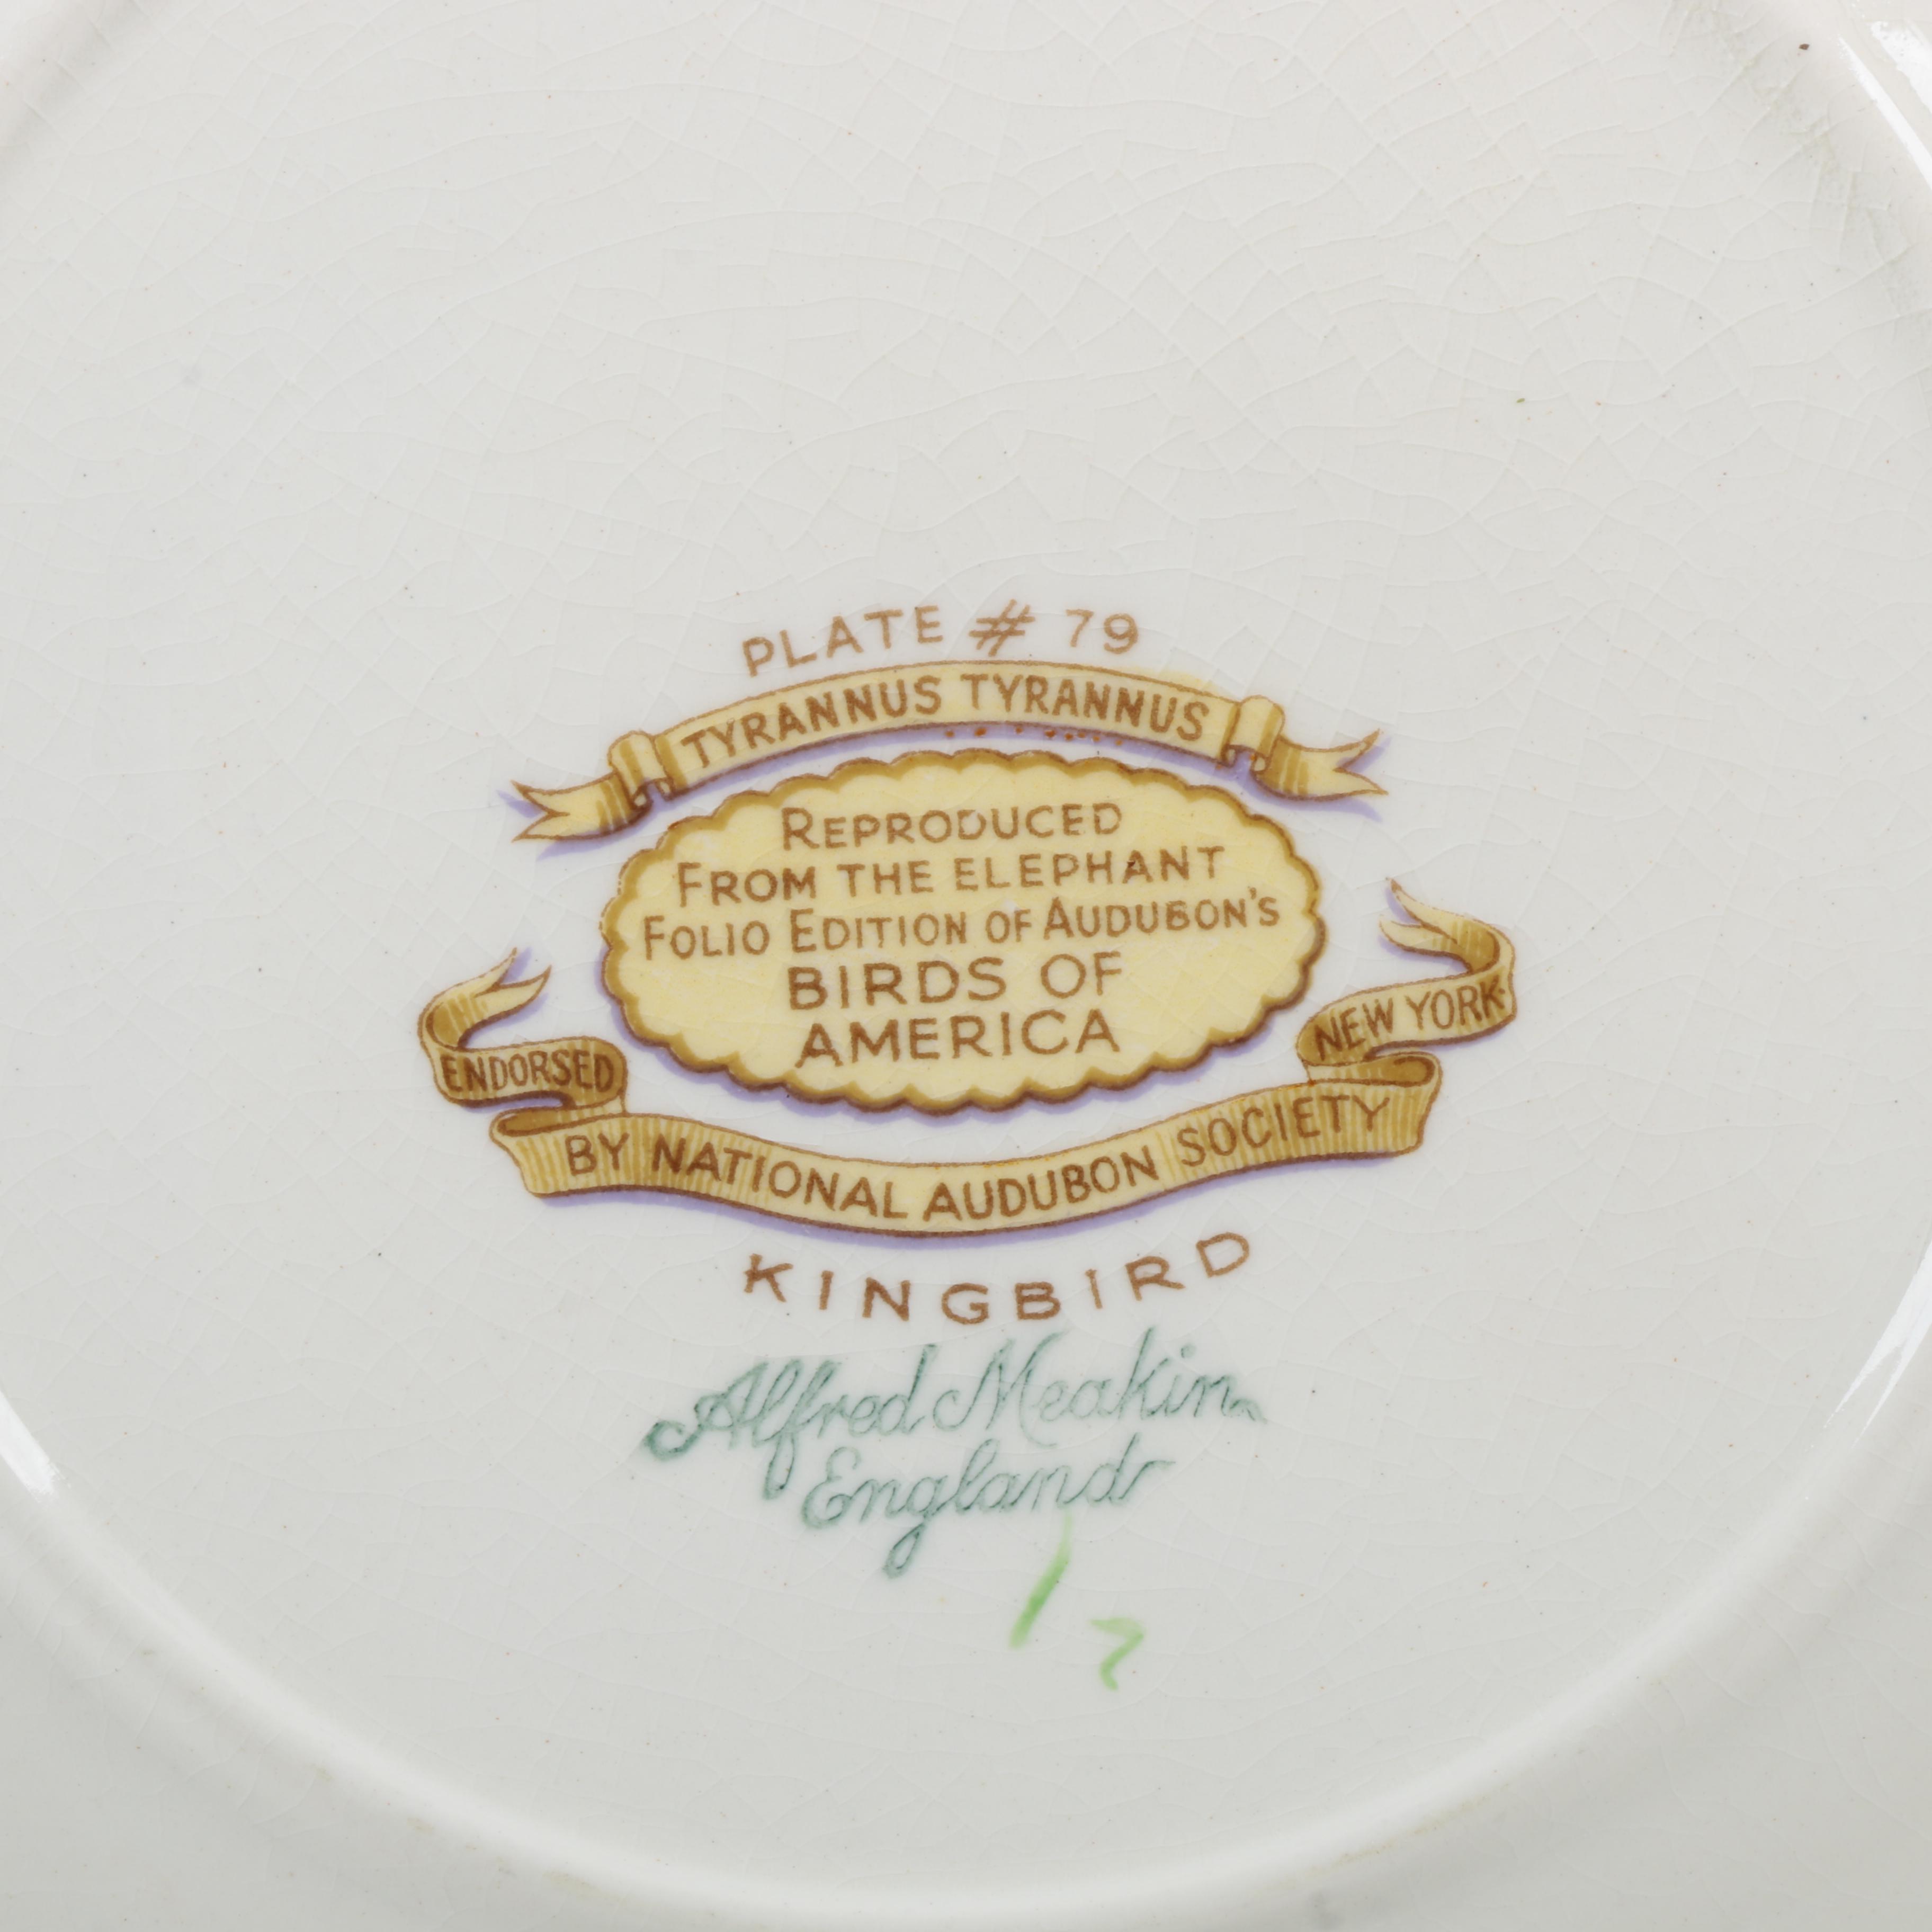 PLATE # 79
TYRANNUS TYRANNUS
REPRODUCED
FROM THE ELEPHANT
FOLIO EDITION OF AUDUBON'S
BIRDS OF
AMERICA
ENDORSED
BY NATIONAL AUDUBON SOCIETY
NEW YORK
KINGBIRD
Alfred Meakin
England